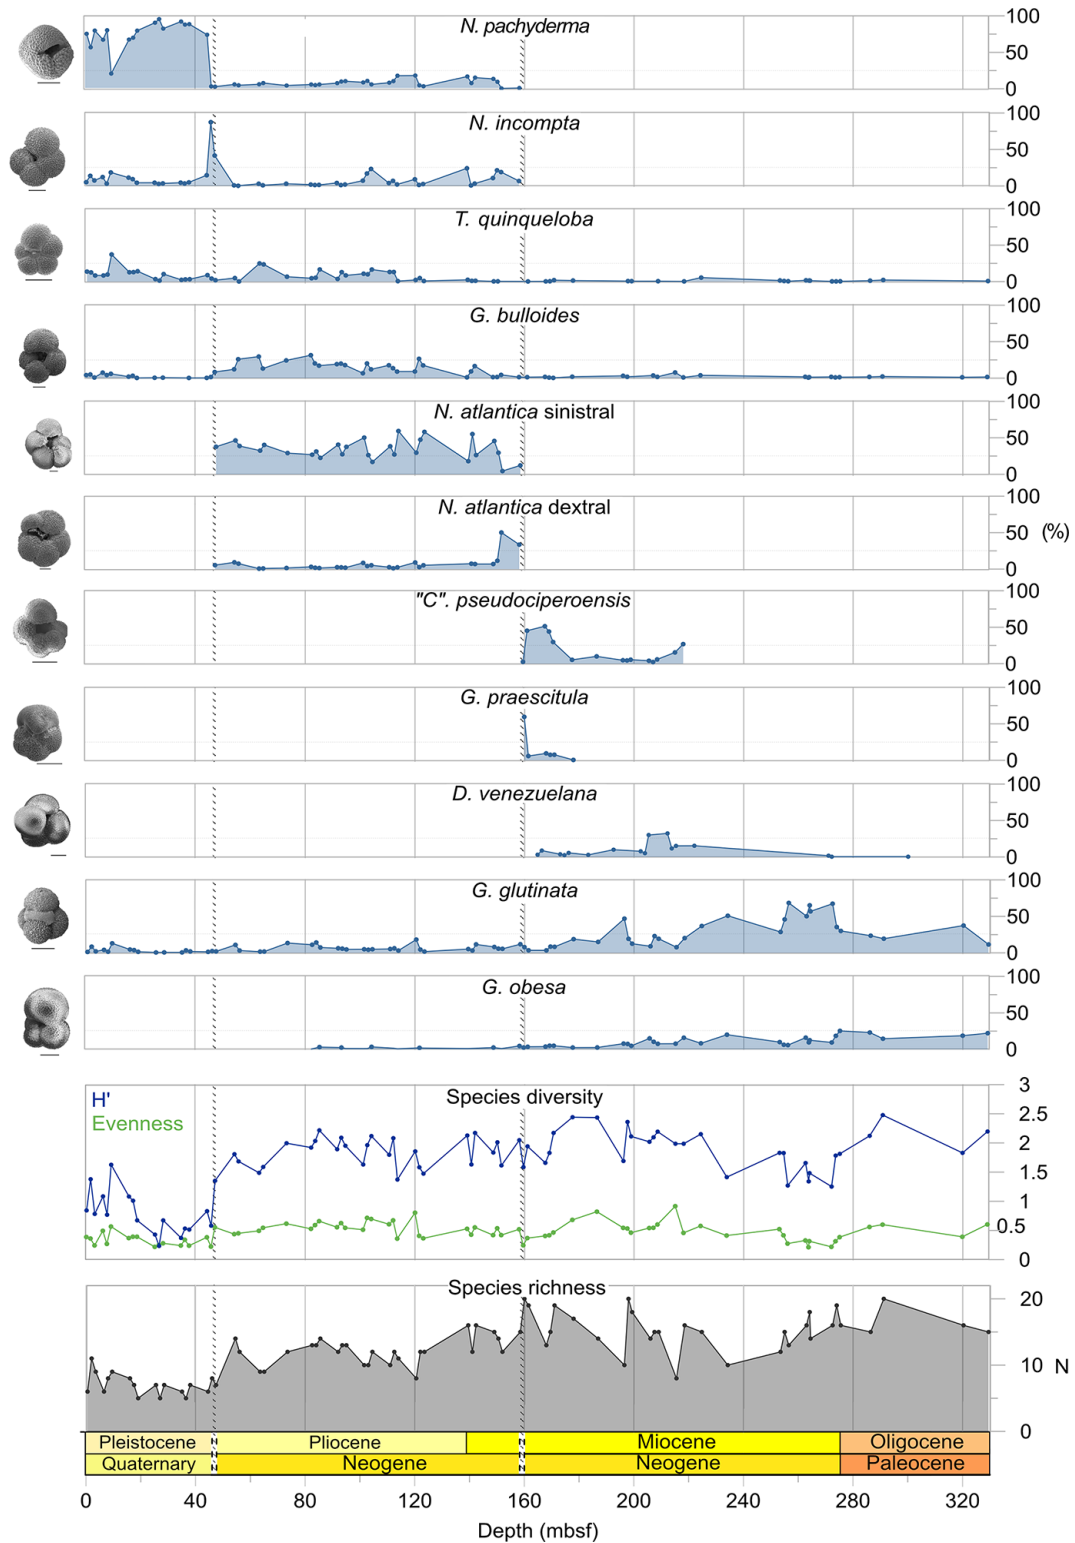 N. pachyderma
100
50
0
N. incompta
100
50
0
T. quinqueloba
100
50
0
G. bulloides
100
50
0
N. atlantica sinistral
100
50
0
N. atlantica dextral
100
50 (%)
0
"C". pseudociperoensis
100
50
0
G. praescitula
100
50
0
D. venezuelana
100
50
0
G. glutinata
100
50
0
G. obesa
100
50
0
H' Species diversity 3
Evenness 2.5
2
1.5
1
0.5
0
Species richness 20
10 N
0
Pleistocene Pliocene Miocene Oligocene
Quaternary Neogene Neogene Paleocene
0 40 80 120 160 200 240 280 320
Depth (mbsf)